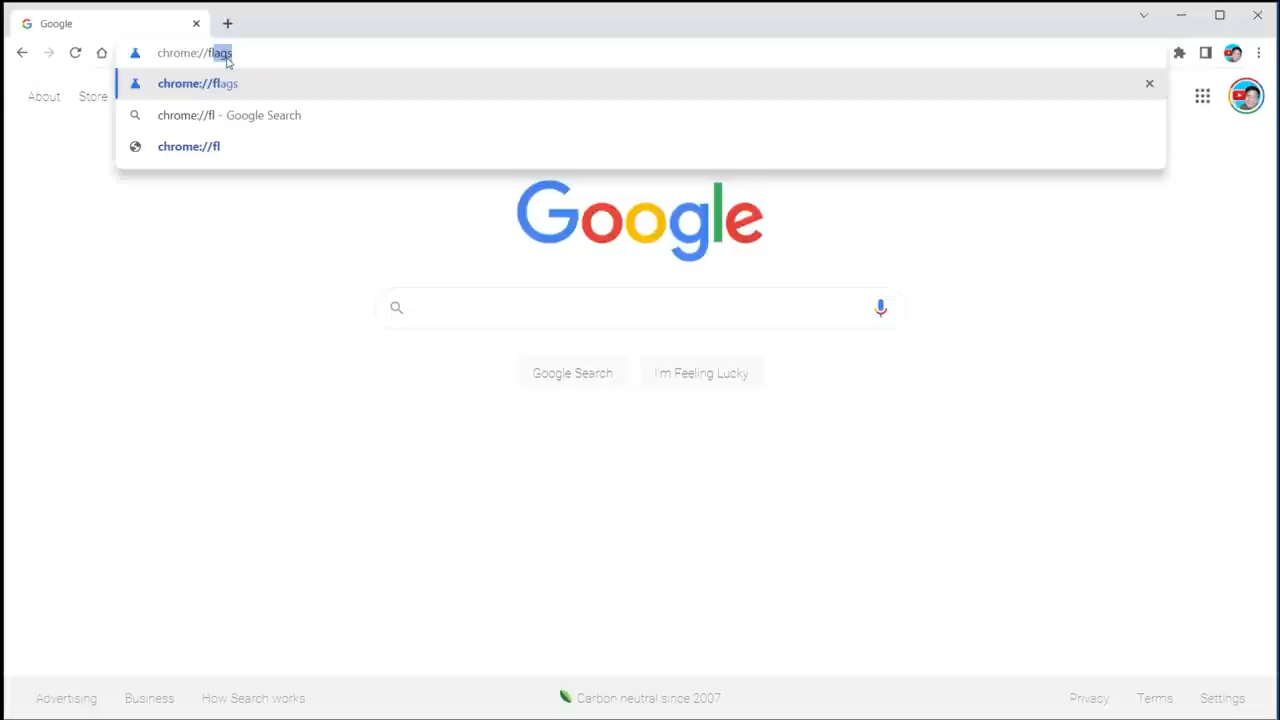 Google
chrome://flags
chrome://flags
chrome://fl - Google Search
chrome://fl
About
Store
Google
Google Search
I'm Feeling Lucky
Advertising
Business
How Search works
Carbon neutral since 2007
Privacy
Terms
Settings